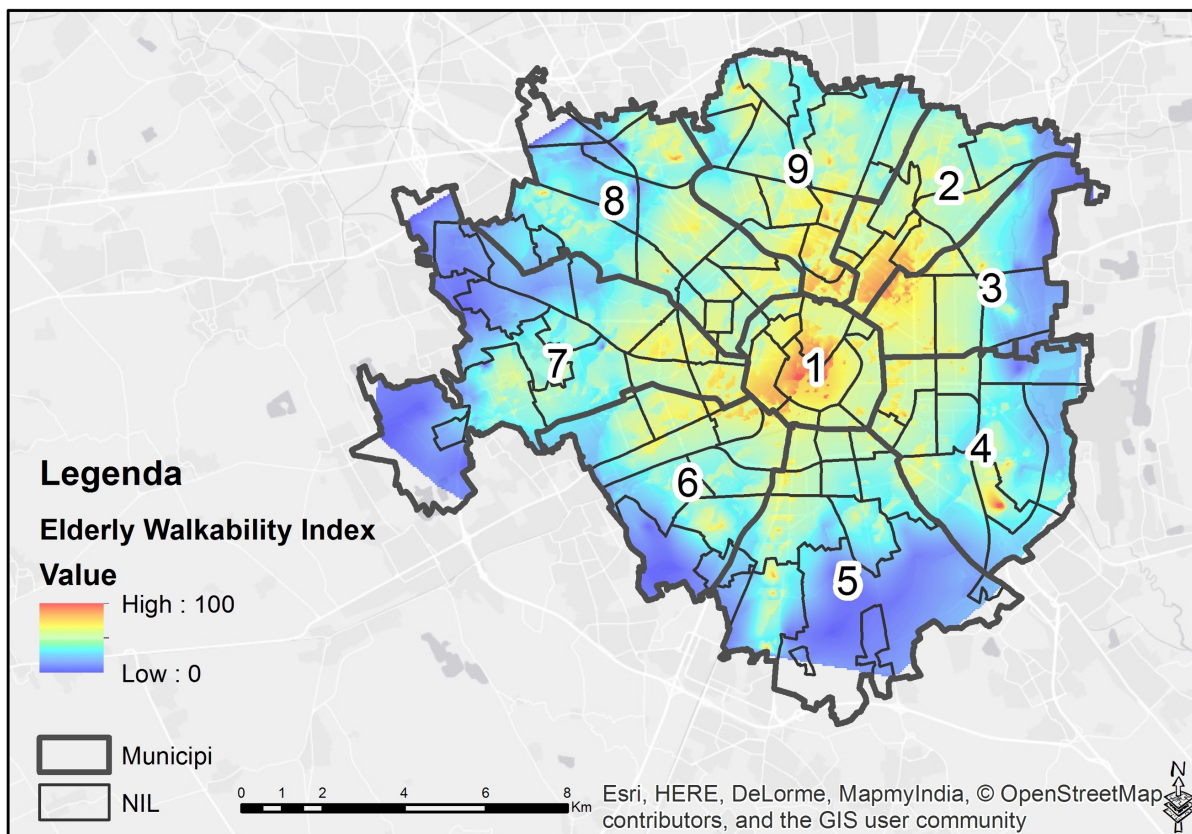 9
2
8
3
1
7
4
6
5
Legenda
Elderly Walkability Index
Value
High : 100
Low : 0
Municipi
NIL
0 1 2 4 6 8
Km
Esri, HERE, DeLorme, MapmyIndia, © OpenStreetMap
contributors, and the GIS user community
N